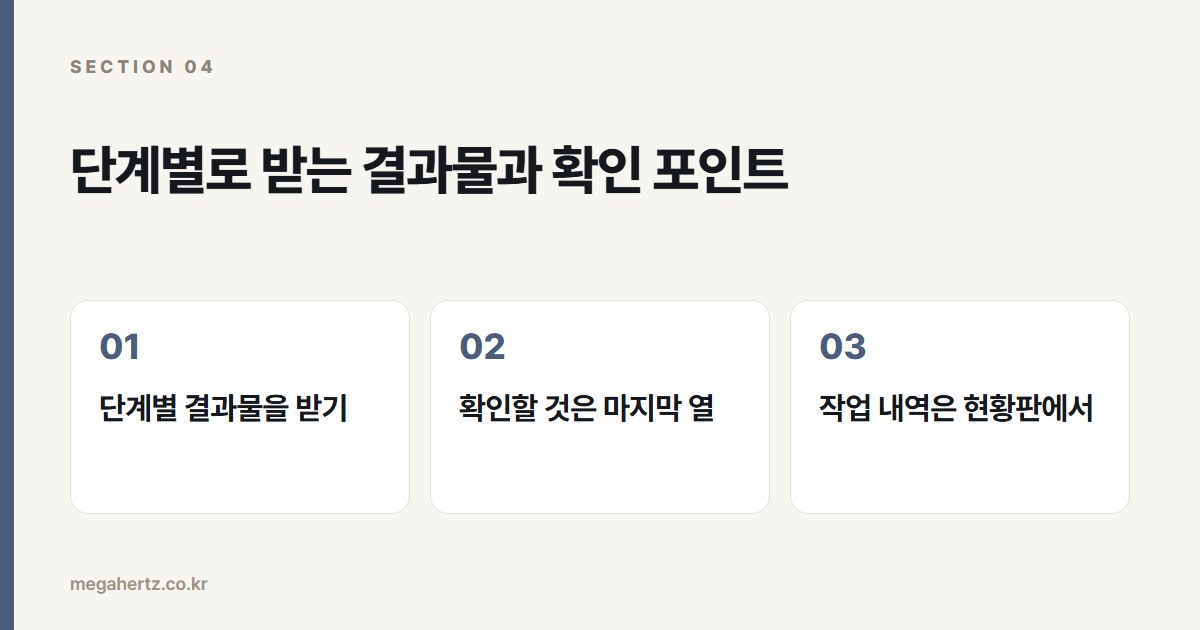 SECTION 04
단계별로 받는 결과물과 확인 포인트
01
단계별 결과물을 받기
02
확인할 것은 마지막 열
03
작업 내역은 현황판에서
megahertz.co.kr